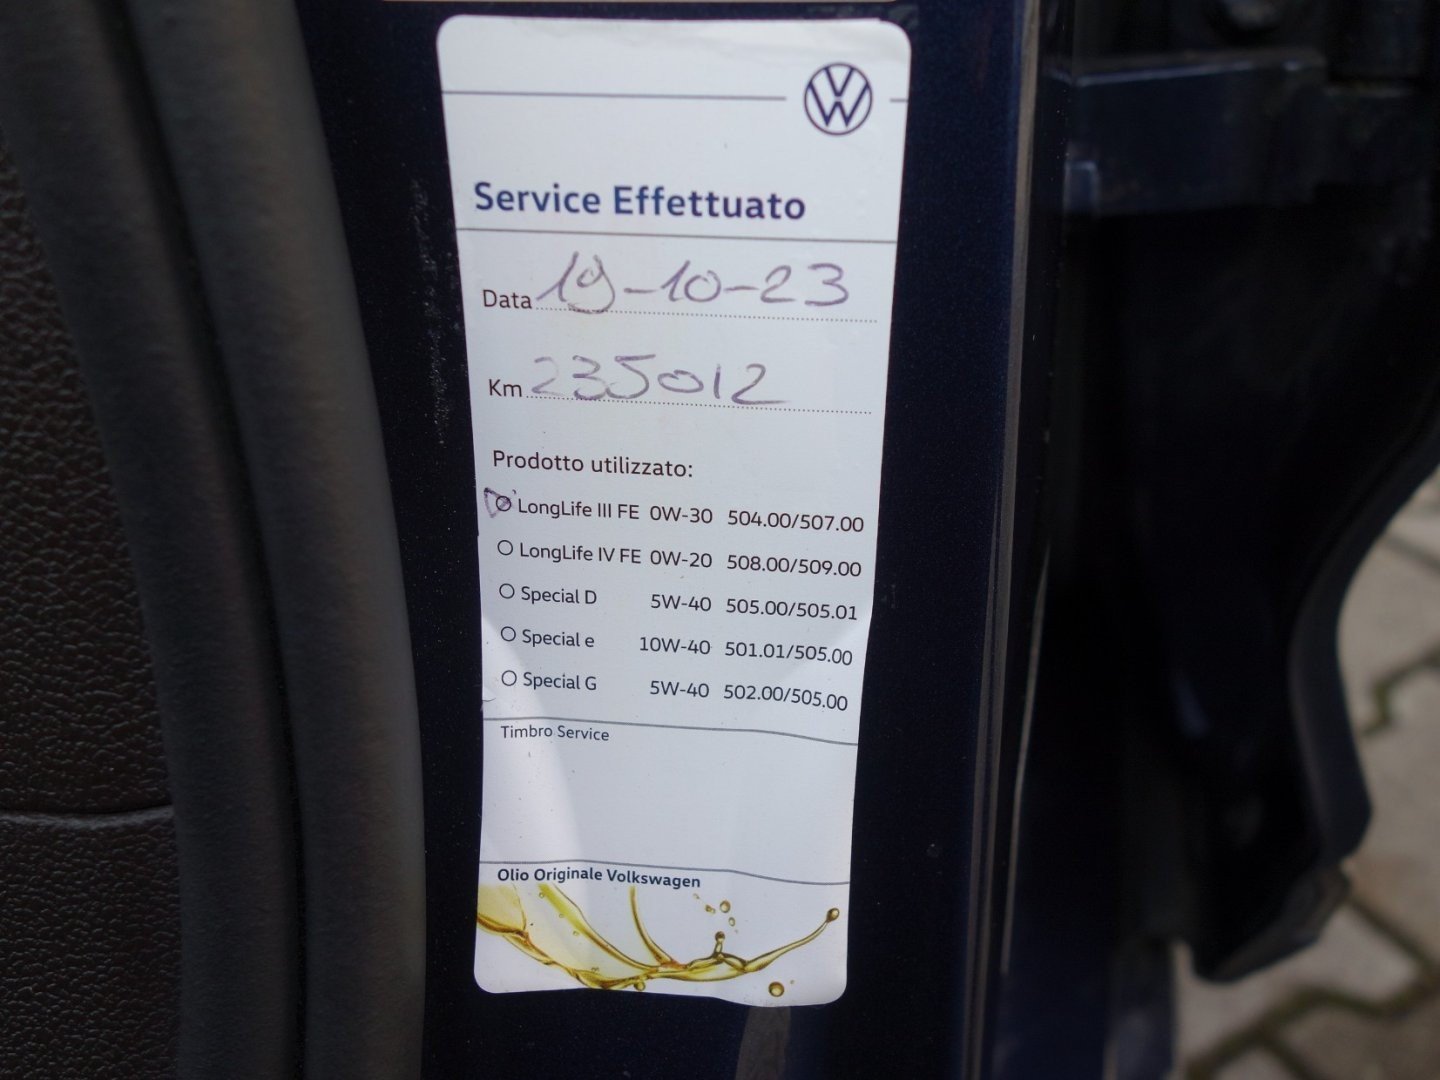 Service Effettuato
Data 19-10-23
Km 235012
Prodotto utilizzato:
LongLife III FE 0W-30 504.00/507.00
LongLife IV FE 0W-20 508.00/509.00
Special D 5W-40 505.00/505.01
Special e 10W-40 501.01/505.00
Special G 5W-40 502.00/505.00
Timbro Service
Olio Originale Volkswagen